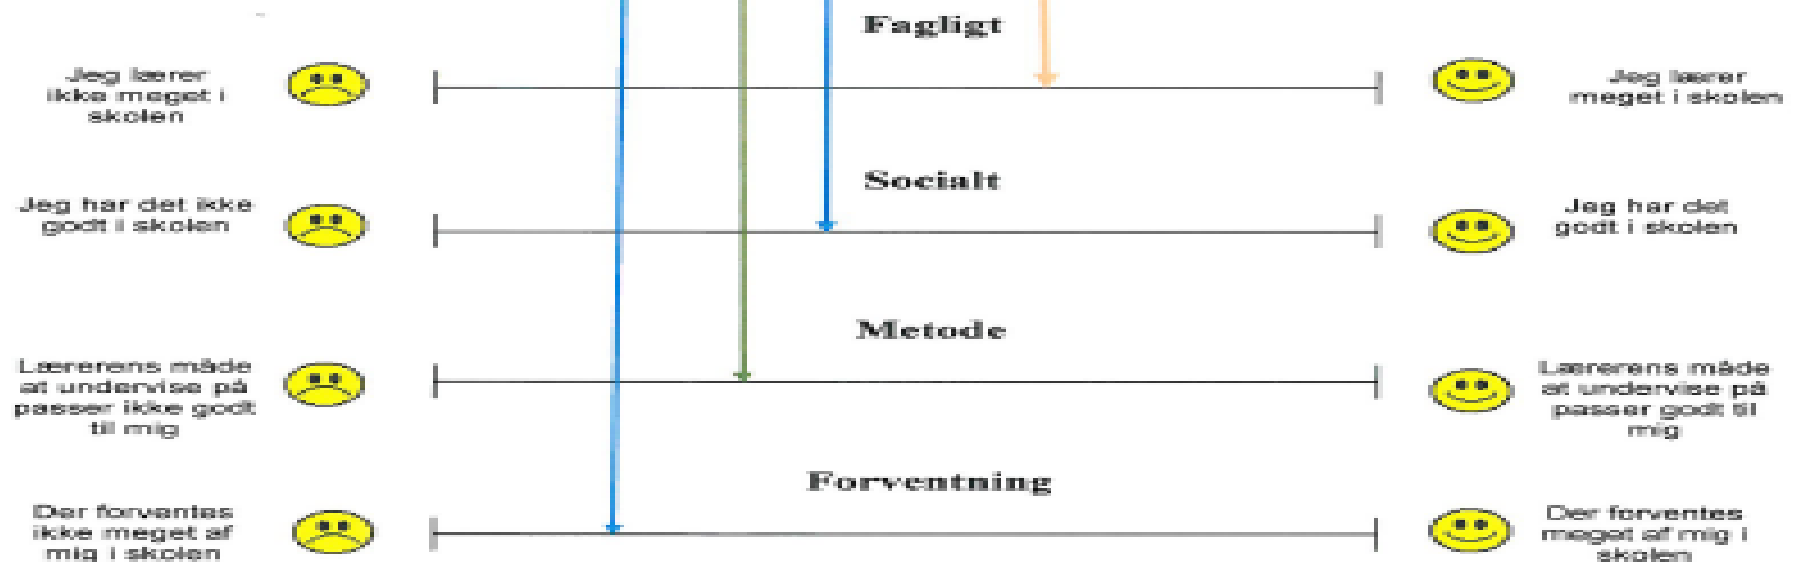 Fagligt
Jeg lærer
ikke meget i
skolen
Jeg lærer
meget i skolen
Socialt
Jeg har det ikke
godt i skolen
Jeg har det
godt i skolen
Metode
Lærerens måde
at undervise på
passer ikke godt
til mig
Lærerens måde
at undervise på
passer godt til
mig
Forventning
Der forventes
ikke meget af
mig i skolen
Der forventes
meget af mig i
skolen